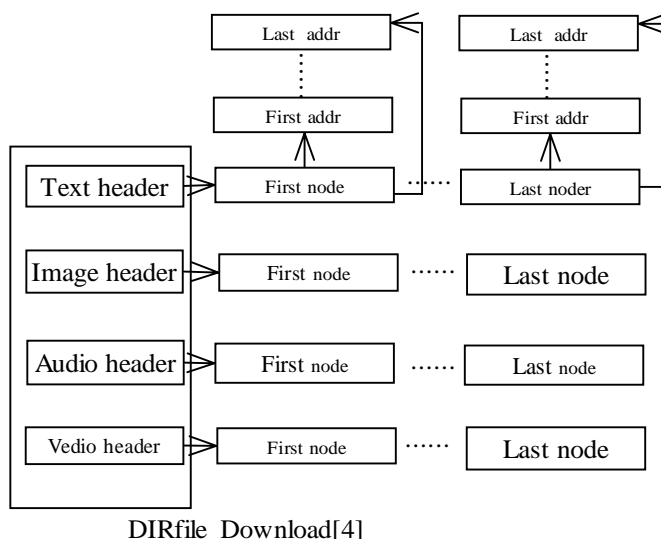 Last addr Last addr
First addr First addr
Text header First node ...... Last noder
Image header First node ...... Last node
Audio header First node ...... Last node
Vedio header First node ...... Last node
DIRfile Download[4]